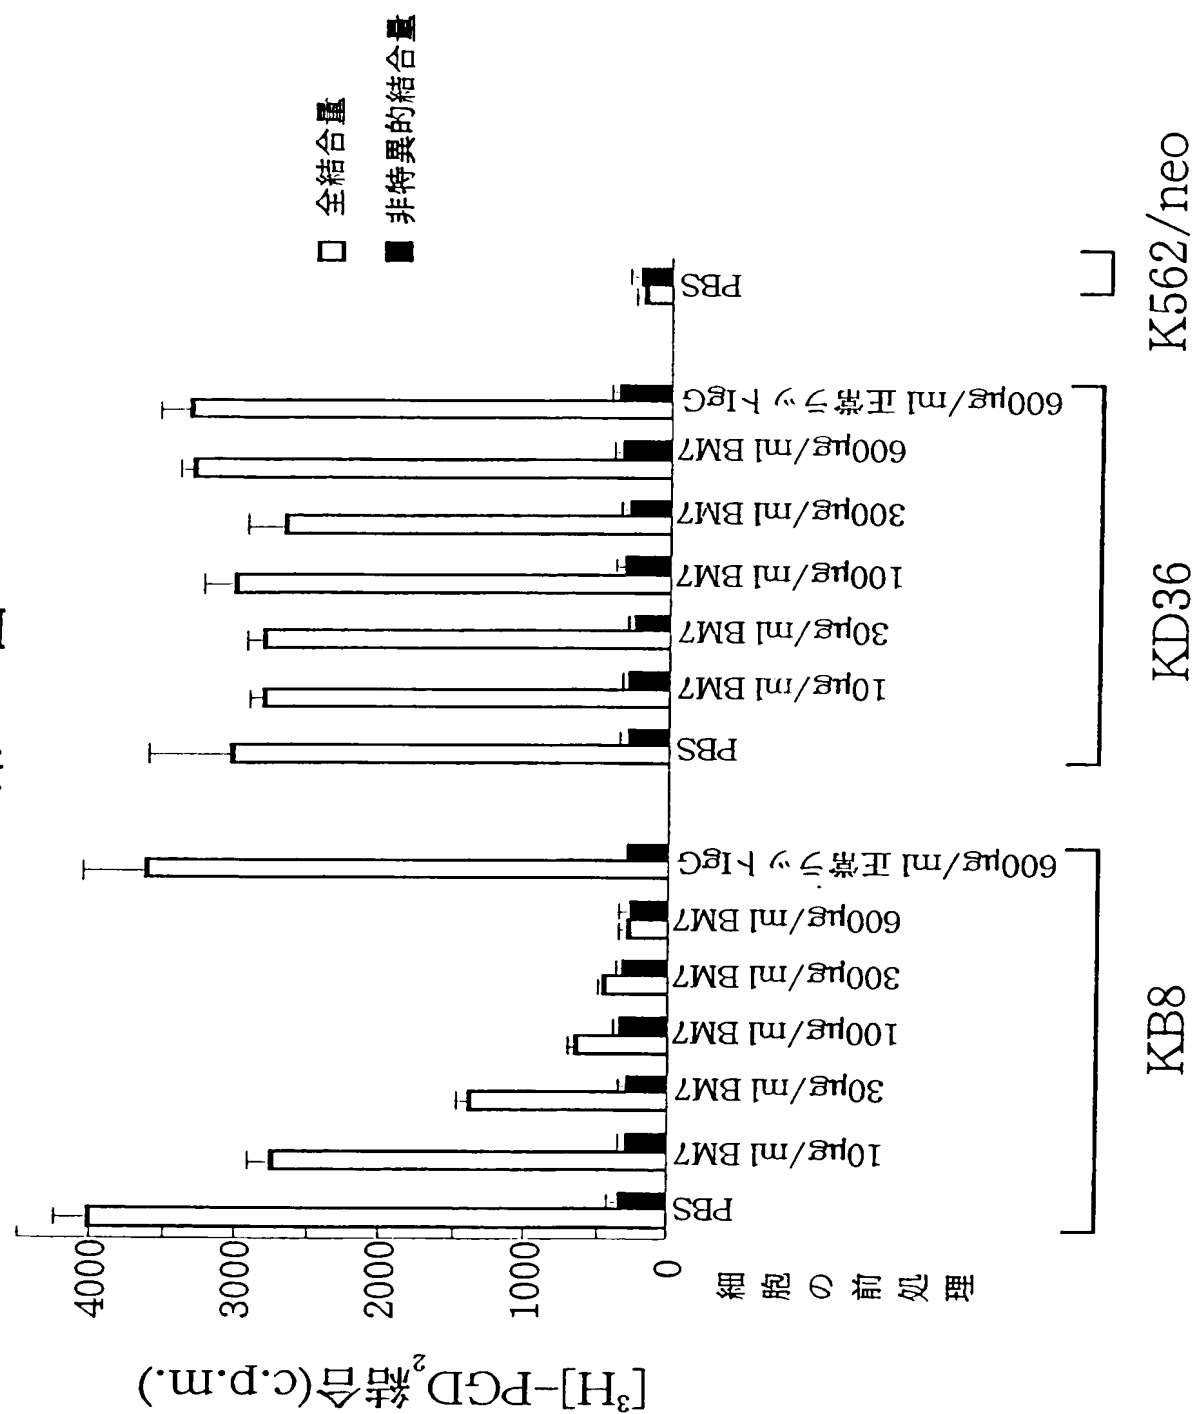 全結合量
非特異的結合量
[³H]-PGD₂結合(c.p.m.)
4000
3000
2000
1000
0
細胞の前処理
PBS
10μg/ml BM7
30μg/ml BM7
100μg/ml BM7
300μg/ml BM7
600μg/ml BM7
600μg/ml 正常ラットIgG
PBS
10μg/ml BM7
30μg/ml BM7
100μg/ml BM7
300μg/ml BM7
600μg/ml BM7
600μg/ml 正常ラットIgG
PBS
KB8
KD36
K562/neo